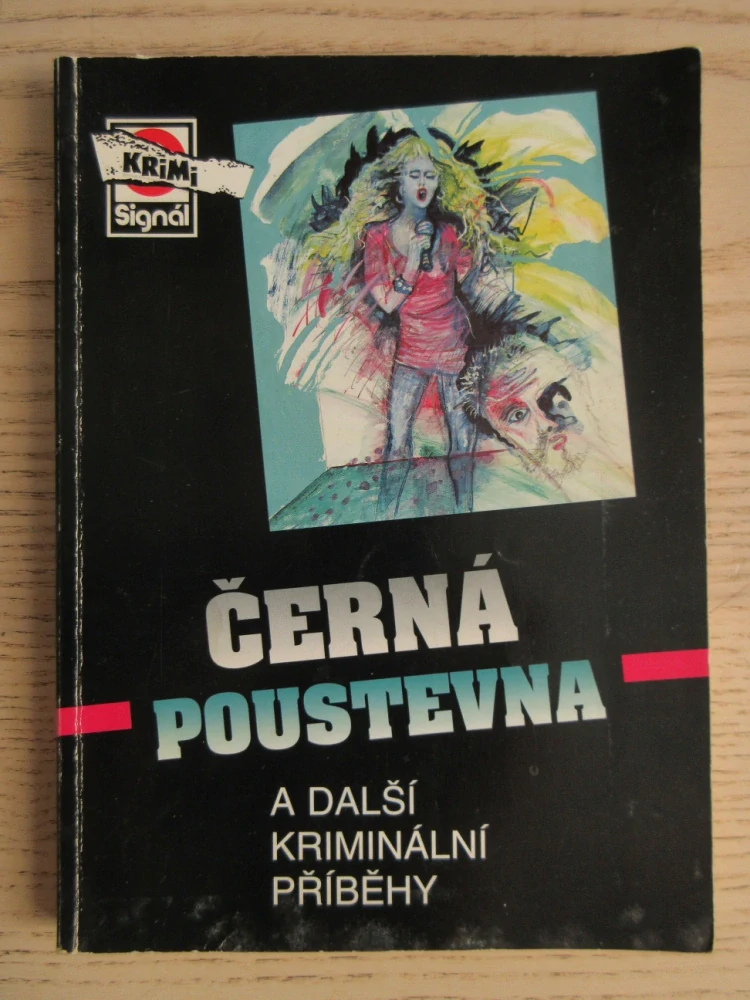 KRiMi
Signál
ČERNÁ
POUSTEVNA
A DALŠÍ
KRIMINÁLNÍ
PŘÍBĚHY